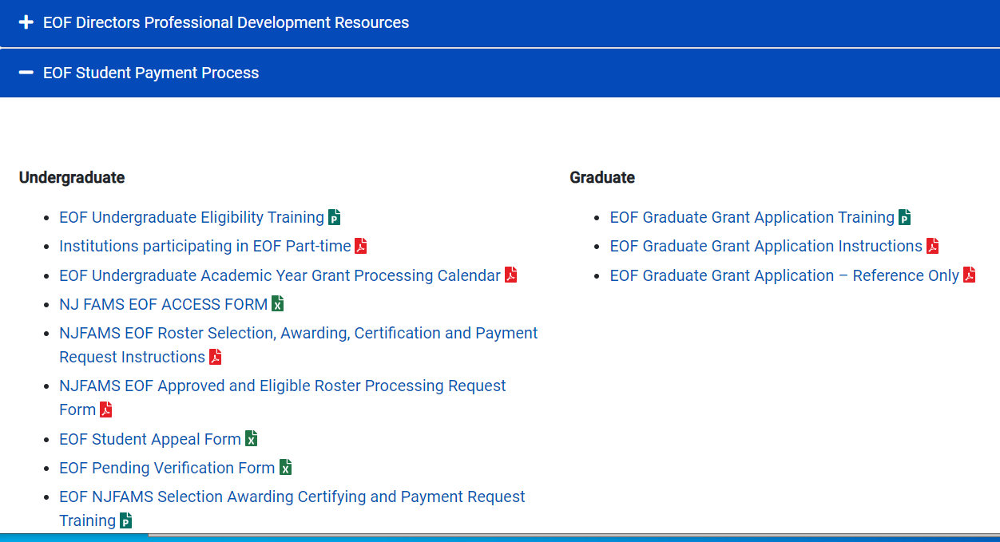 EOF Directors Professional Development Resources
EOF Student Payment Process
Undergraduate
EOF Undergraduate Eligibility Training
Institutions participating in EOF Part-time
EOF Undergraduate Academic Year Grant Processing Calendar
NJ FAMS EOF ACCESS FORM
NJFAMS EOF Roster Selection, Awarding, Certification and Payment
Request Instructions
NJFAMS EOF Approved and Eligible Roster Processing Request
Form
EOF Student Appeal Form
EOF Pending Verification Form
EOF NJFAMS Selection Awarding Certifying and Payment Request
Training
Graduate
EOF Graduate Grant Application Training
EOF Graduate Grant Application Instructions
EOF Graduate Grant Application – Reference Only